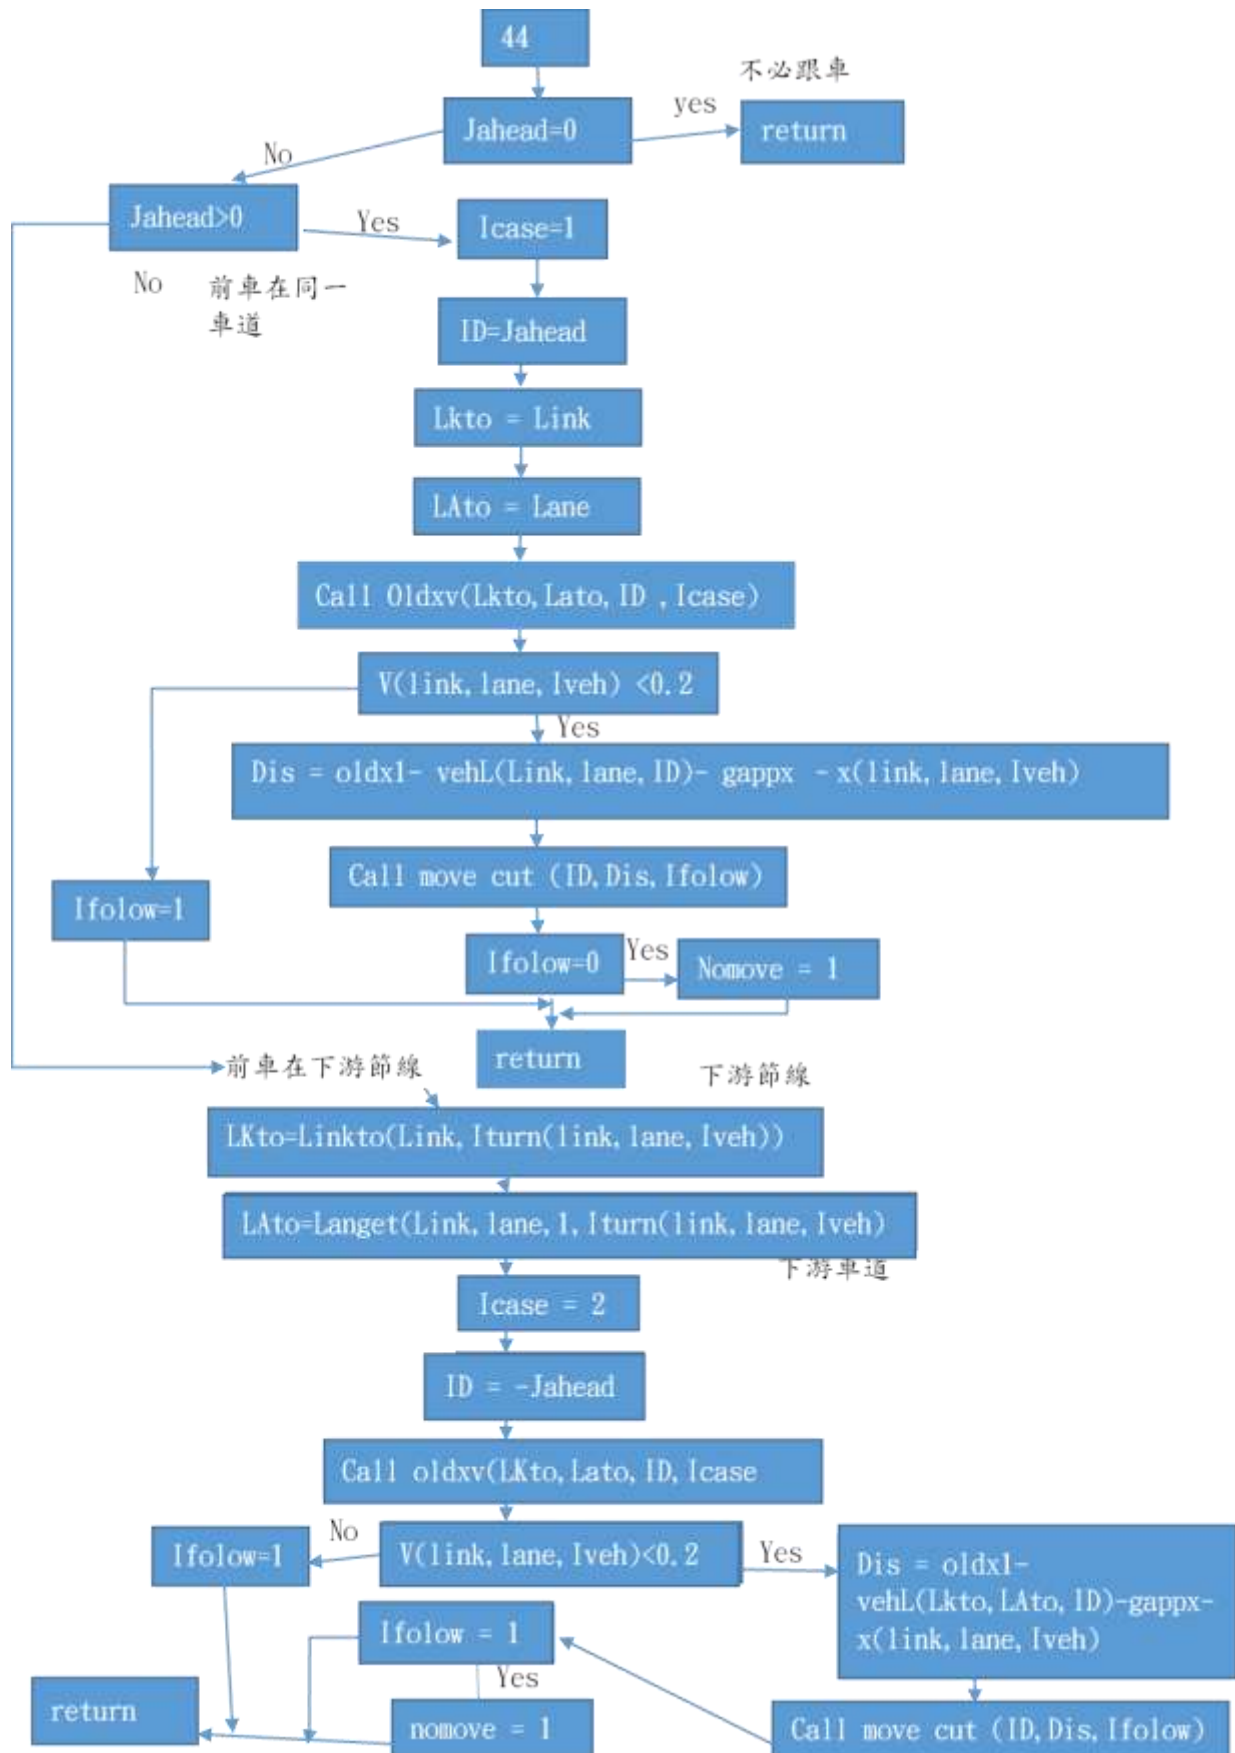 44
不必跟車
Jahead=0
yes
return
No
Jahead>0
Yes
Icase=1
No
前車在同一
車道
ID=Jahead
Lkto = Link
LAto = Lane
Call Oldxv(Lkto,Lato,ID ,Icase)
V(link,lane,Iveh) <0.2
Yes
Dis = oldx1- vehL(Link,lane,ID)- gappx - x(link,lane,Iveh)
Call move cut (ID,Dis,Ifolow)
Ifolow=1
Ifolow=0
Yes
Nomove = 1
return
前車在下游節線
下游節線
LKto=Linkto(Link,Iturn(link,lane,Iveh))
LAto=Langet(Link,lane,1,Iturn(link,lane,Iveh)
下游車道
Icase = 2
ID = -Jahead
Call oldxv(LKto,Lato,ID,Icase
Ifolow=1
No
V(link,lane,Iveh)<0.2
Yes
Dis = oldx1-
vehL(Lkto,LAto,ID)-gappx-
x(link,lane,Iveh)
Ifolow = 1
Yes
return
nomove = 1
Call move cut (ID,Dis,Ifolow)